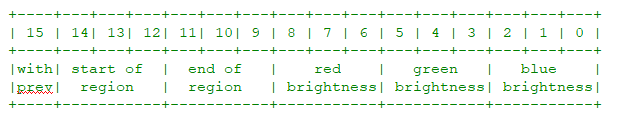 +----+---+---+---+---+---+---+---+---+---+---+---+---+---+---+---+
| 15 | 14| 13| 12| 11| 10| 9 | 8 | 7 | 6 | 5 | 4 | 3 | 2 | 1 | 0 |
+----+---+---+---+---+---+---+---+---+---+---+---+---+---+---+---+
|with| start of  |  end of   |    red    |   green   |   blue    |
|prev|  region   |  region   | brightness| brightness| brightness|
+----+-----------+-----------+-----------+-----------+-----------+